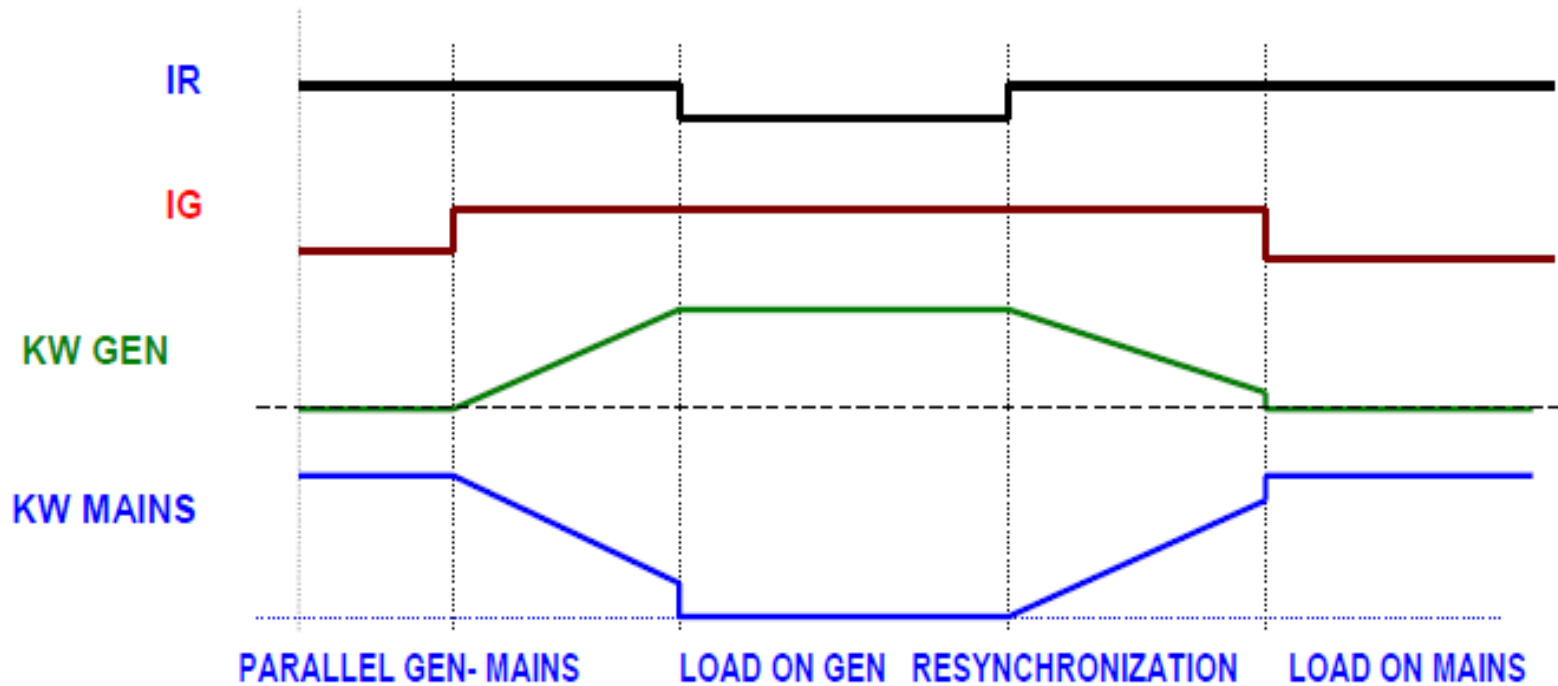 IR
IG
KW GEN
KW MAINS
PARALLEL GEN- MAINS LOAD ON GEN RESYNCHRONIZATION LOAD ON MAINS